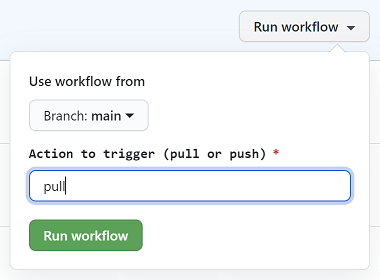 Run workflow
Use workflow from
Branch: main
Action to trigger (pull or push) *
pull
Run workflow